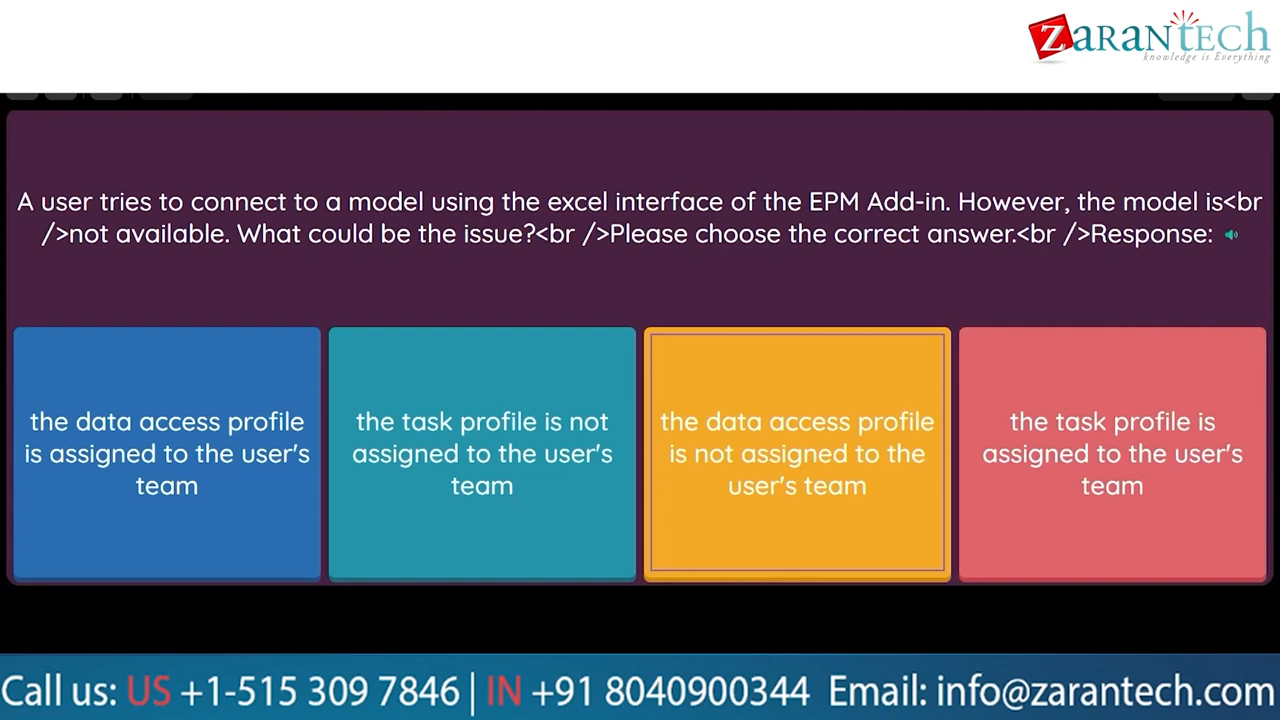 ZARANTECH
knowledge is Everything
A user tries to connect to a model using the excel interface of the EPM Add-in. However, the model is<br
/>not available. What could be the issue?<br />Please choose the correct answer.<br />Response:
the data access profile
is assigned to the user's
team
the task profile is not
assigned to the user's
team
the data access profile
is not assigned to the
user's team
the task profile is
assigned to the user's
team
Call us: US +1-515 309 7846 | IN +91 8040900344 Email: info@zarantech.com